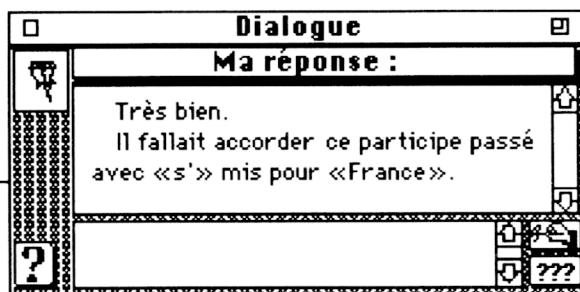 Dialogue
Ma réponse :
Très bien.
Il fallait accorder ce participe passé
avec «s'» mis pour «France».
?
???